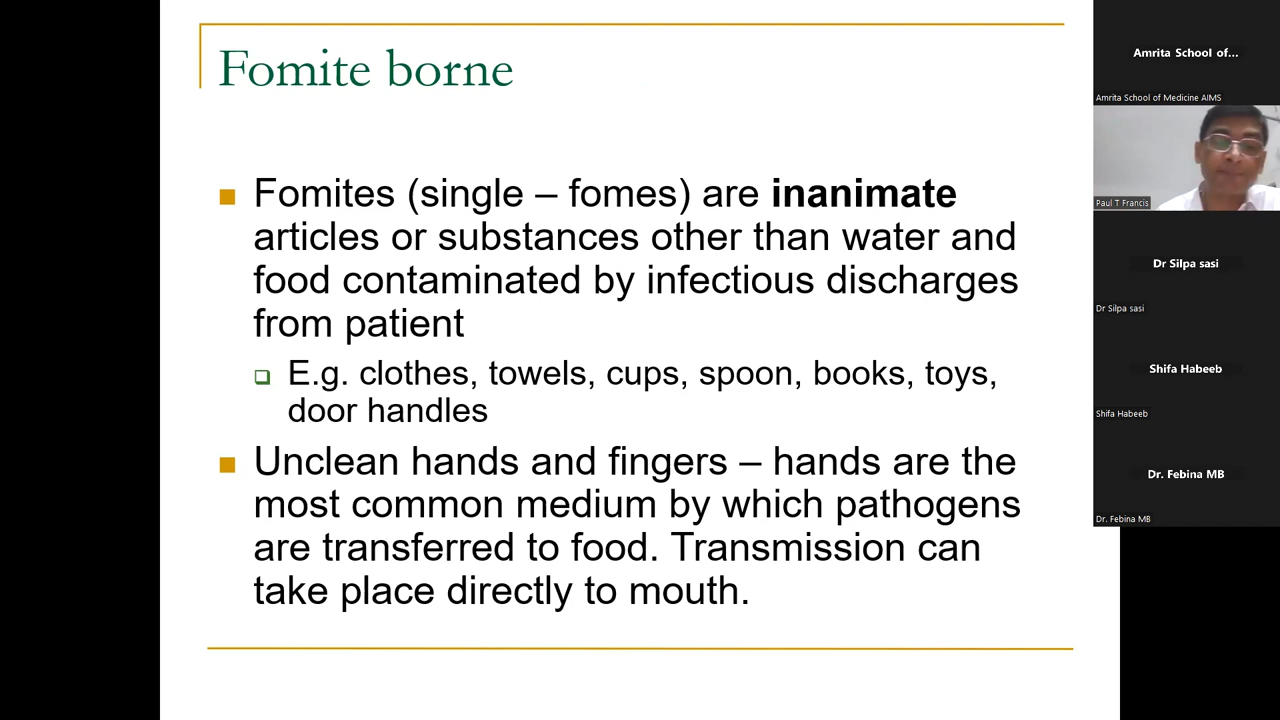 Fomite borne
Fomites (single – fomes) are inanimate
articles or substances other than water and
food contaminated by infectious discharges
from patient
E.g. clothes, towels, cups, spoon, books, toys,
door handles
Unclean hands and fingers – hands are the
most common medium by which pathogens
are transferred to food. Transmission can
take place directly to mouth.
Amrita School of...
Amrita School of Medicine AIMS
Paul T Francis
Dr Silpa sasi
Dr Silpa sasi
Shifa Habeeb
Shifa Habeeb
Dr. Febina MB
Dr. Febina MB